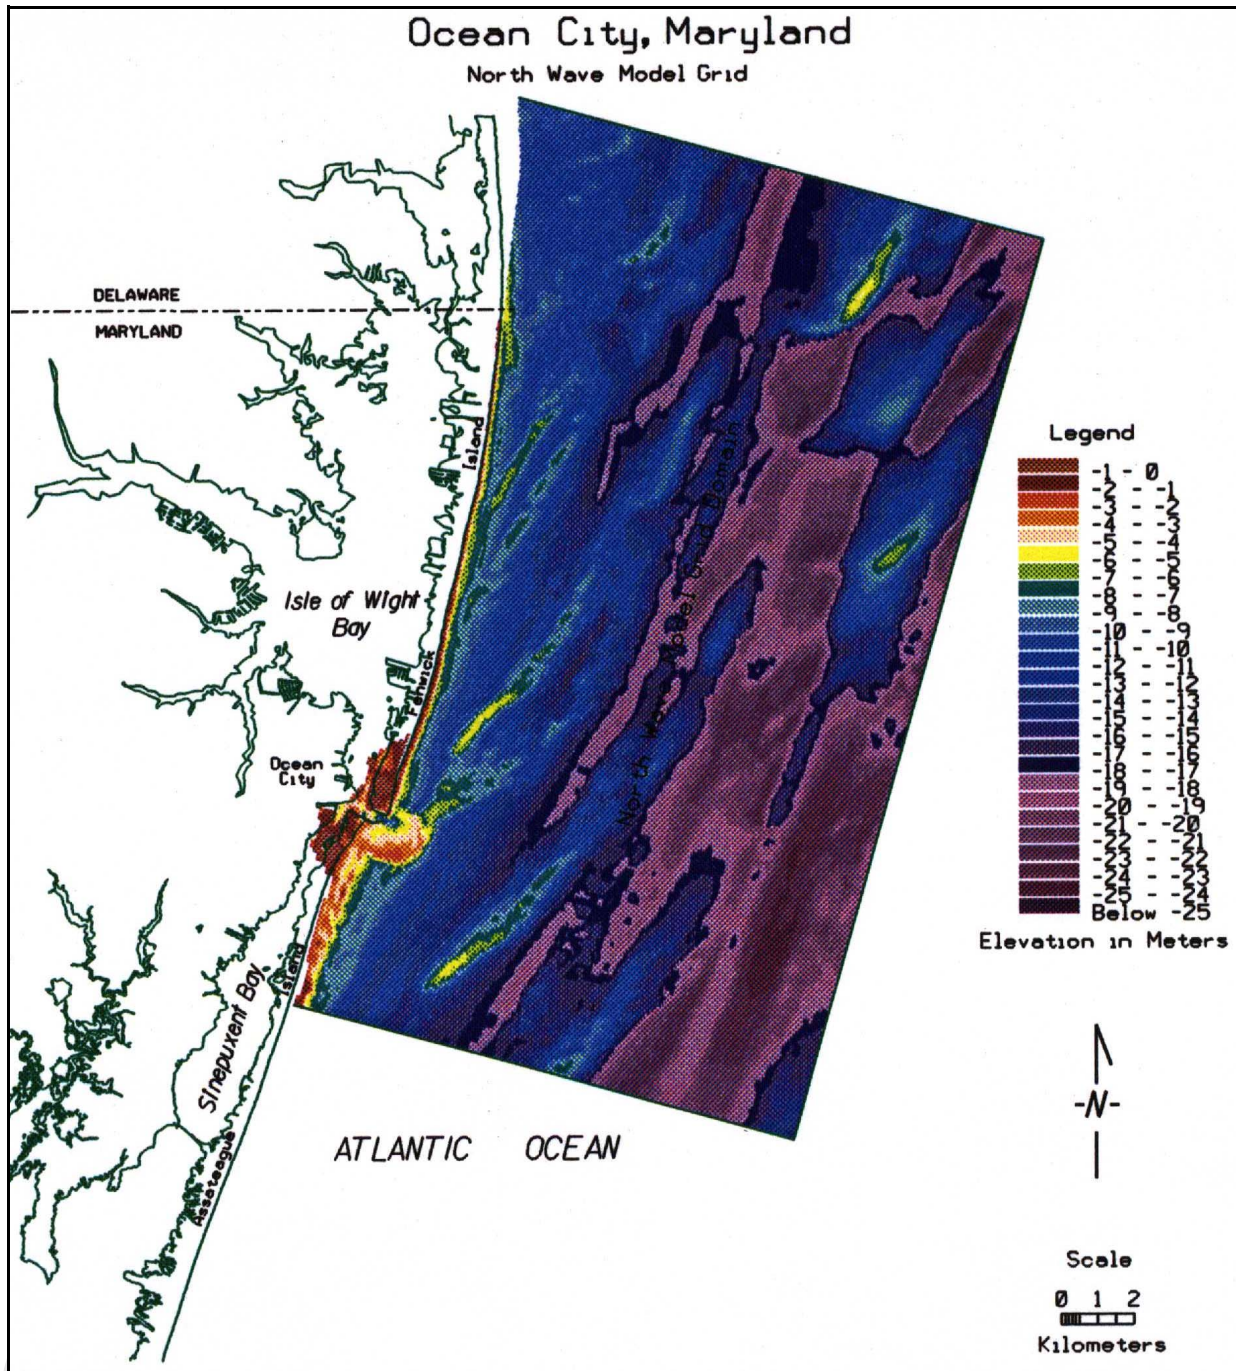 Ocean City, Maryland
North Wave Model Grid
DELAWARE
MARYLAND
Island
Fenwick
Isle of Wight
Bay
Ocean
City
North Wave Model Grid Domain
Sinepuxent Bay
Island
Assateague
ATLANTIC OCEAN
Legend
-1 - 0
-2 - -1
-3 - -2
-4 - -3
-5 - -4
-6 - -5
-7 - -6
-8 - -7
-9 - -8
-10 - -9
-11 - -10
-12 - -11
-13 - -12
-14 - -13
-15 - -14
-16 - -15
-17 - -16
-18 - -17
-19 - -18
-20 - -19
-21 - -20
-22 - -21
-23 - -22
-24 - -23
-25 - -24
Below -25
Elevation in Meters
-N-
Scale
0 1 2
Kilometers